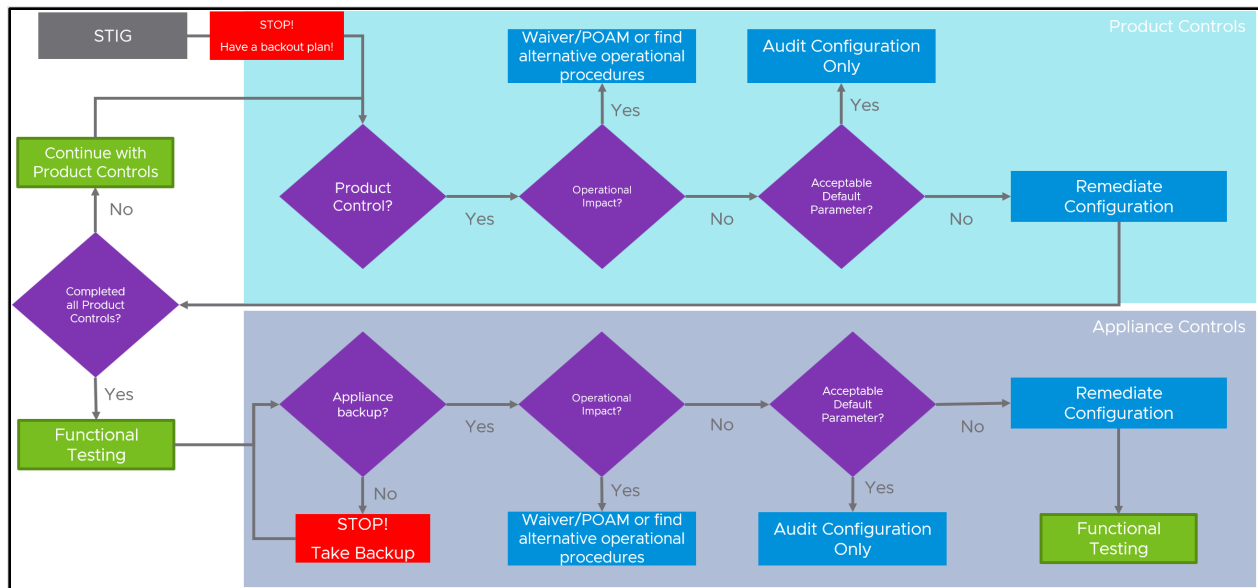 STIG
STOP!
Have a backout plan!
Product Controls
Waiver/POAM or find
alternative operational
procedures
Audit Configuration
Only
Yes
Yes
Continue with
Product Controls
No
Product
Control?
Yes
Operational
Impact?
No
Acceptable
Default
Parameter?
No
Remediate
Configuration
Completed
all Product
Controls?
Yes
Functional
Testing
Appliance Controls
Appliance
backup?
Yes
Operational
Impact?
No
Acceptable
Default
Parameter?
No
Remediate
Configuration
No
Yes
Yes
STOP!
Take Backup
Waiver/POAM or find
alternative operational
procedures
Audit Configuration
Only
Functional
Testing